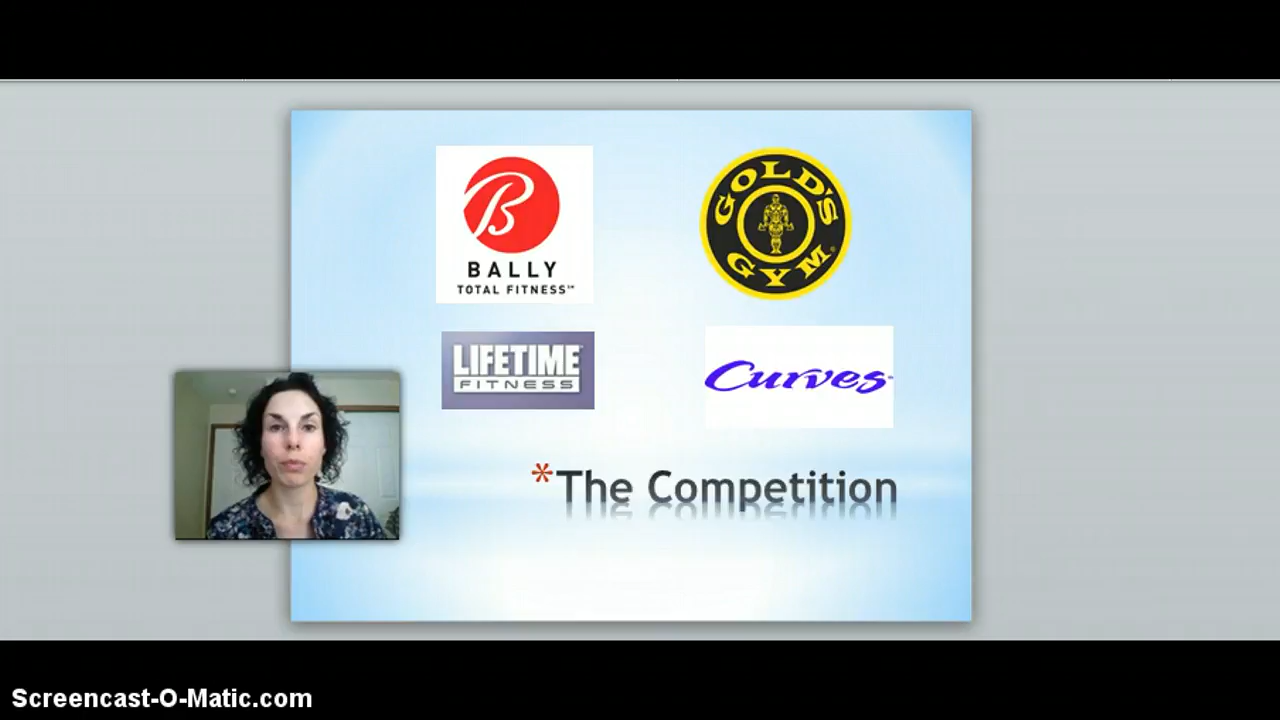 BALLY
TOTAL FITNESS™
GOLD'S
GYM®
LIFETIME
FITNESS
Curves
*The Competition
Screencast-O-Matic.com